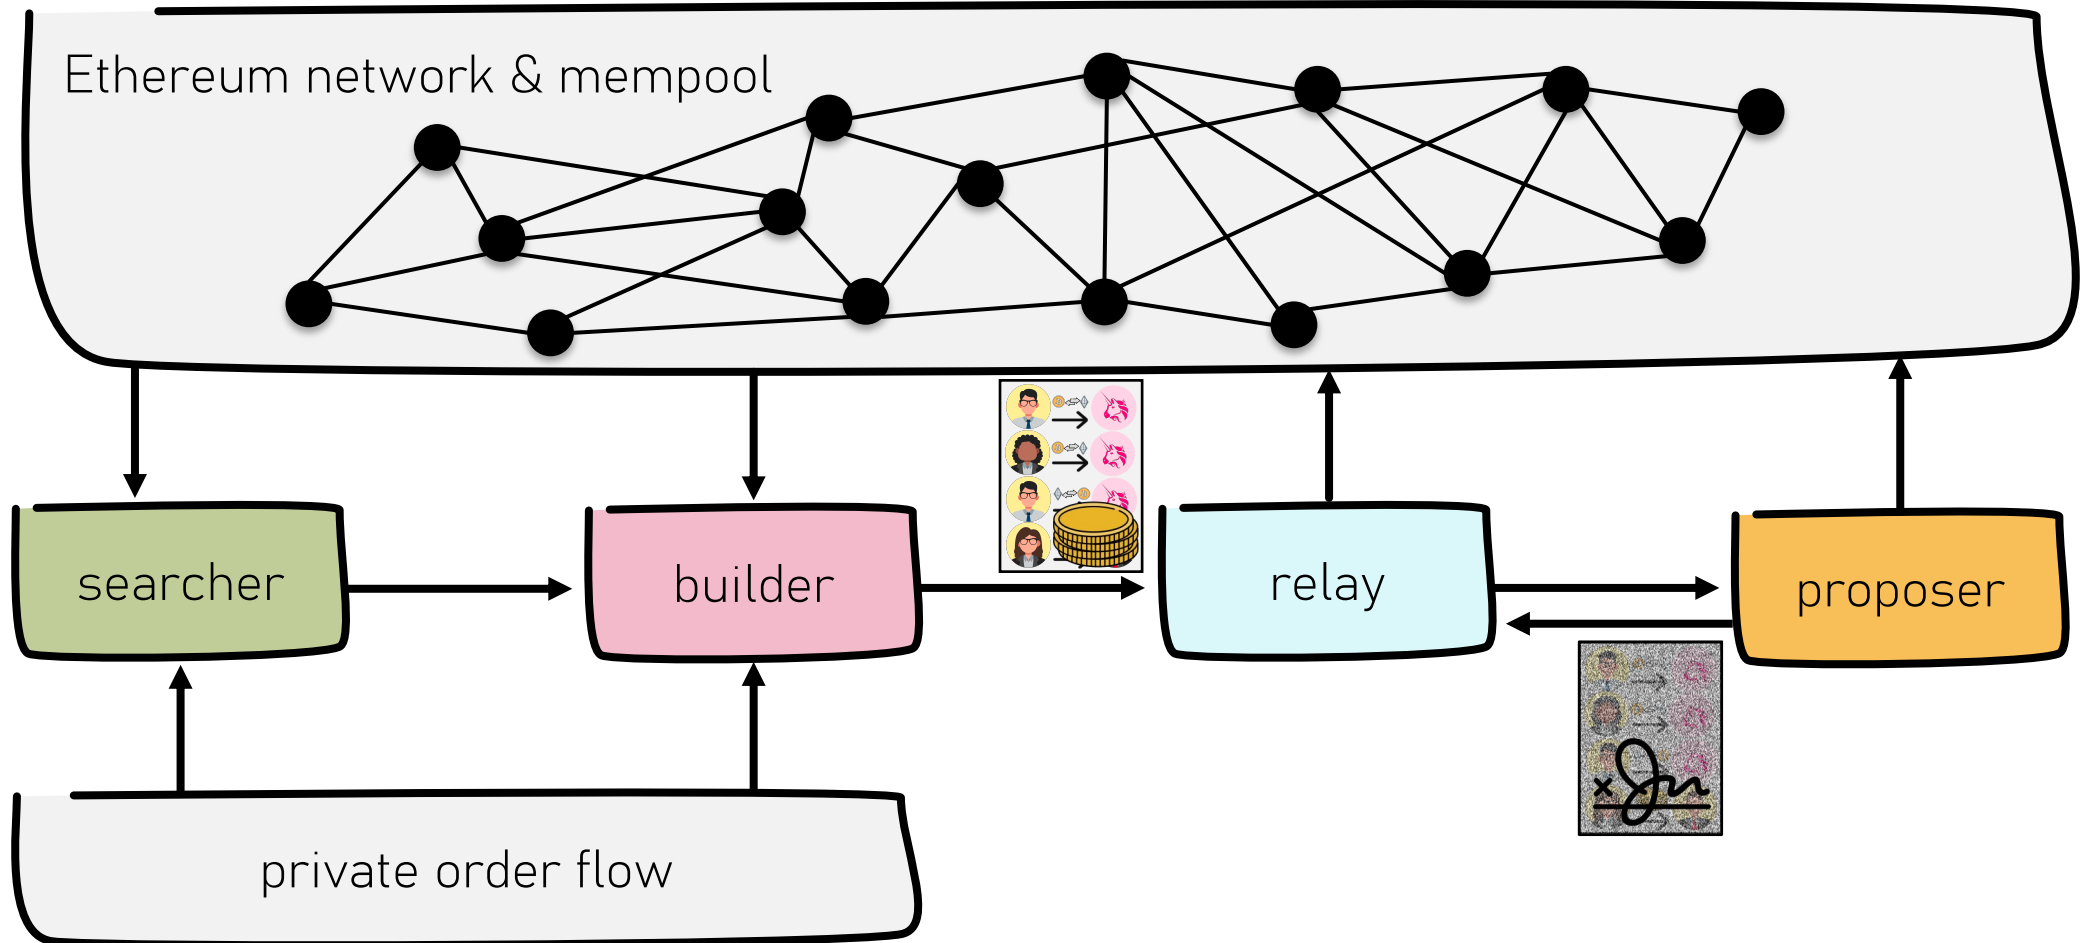 Ethereum network & mempool
searcher
builder
relay
proposer
private order flow